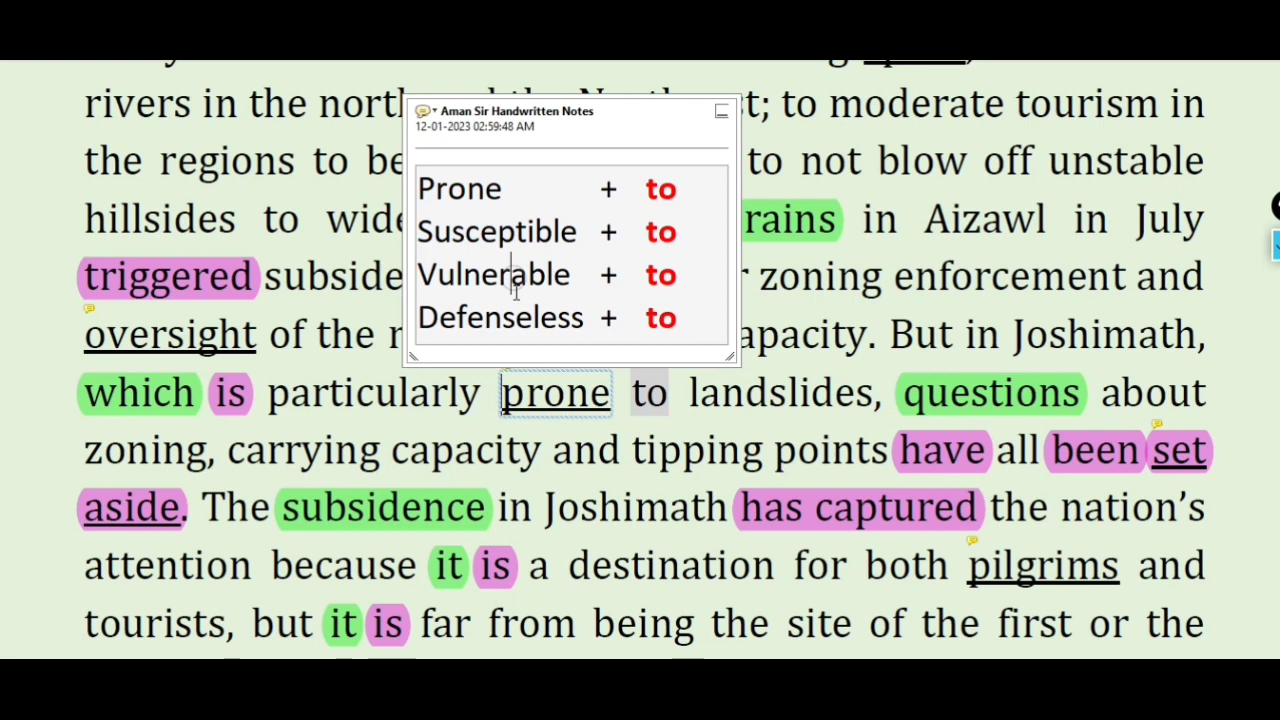 rivers in the north
st; to moderate tourism in
the regions to be
to not blow off unstable
hillsides to wide
rains in Aizawl in July
triggered subside
r zoning enforcement and
oversight of the
apacity. But in Joshimath,
Aman Sir Handwritten Notes
12-01-2023 02:59:48 AM
Prone + to
Susceptible + to
Vulnerable + to
Defenseless + to
which is particularly prone to landslides, questions about
zoning, carrying capacity and tipping points have all been set
aside. The subsidence in Joshimath has captured the nation’s
attention because it is a destination for both pilgrims and
tourists, but it is far from being the site of the first or the